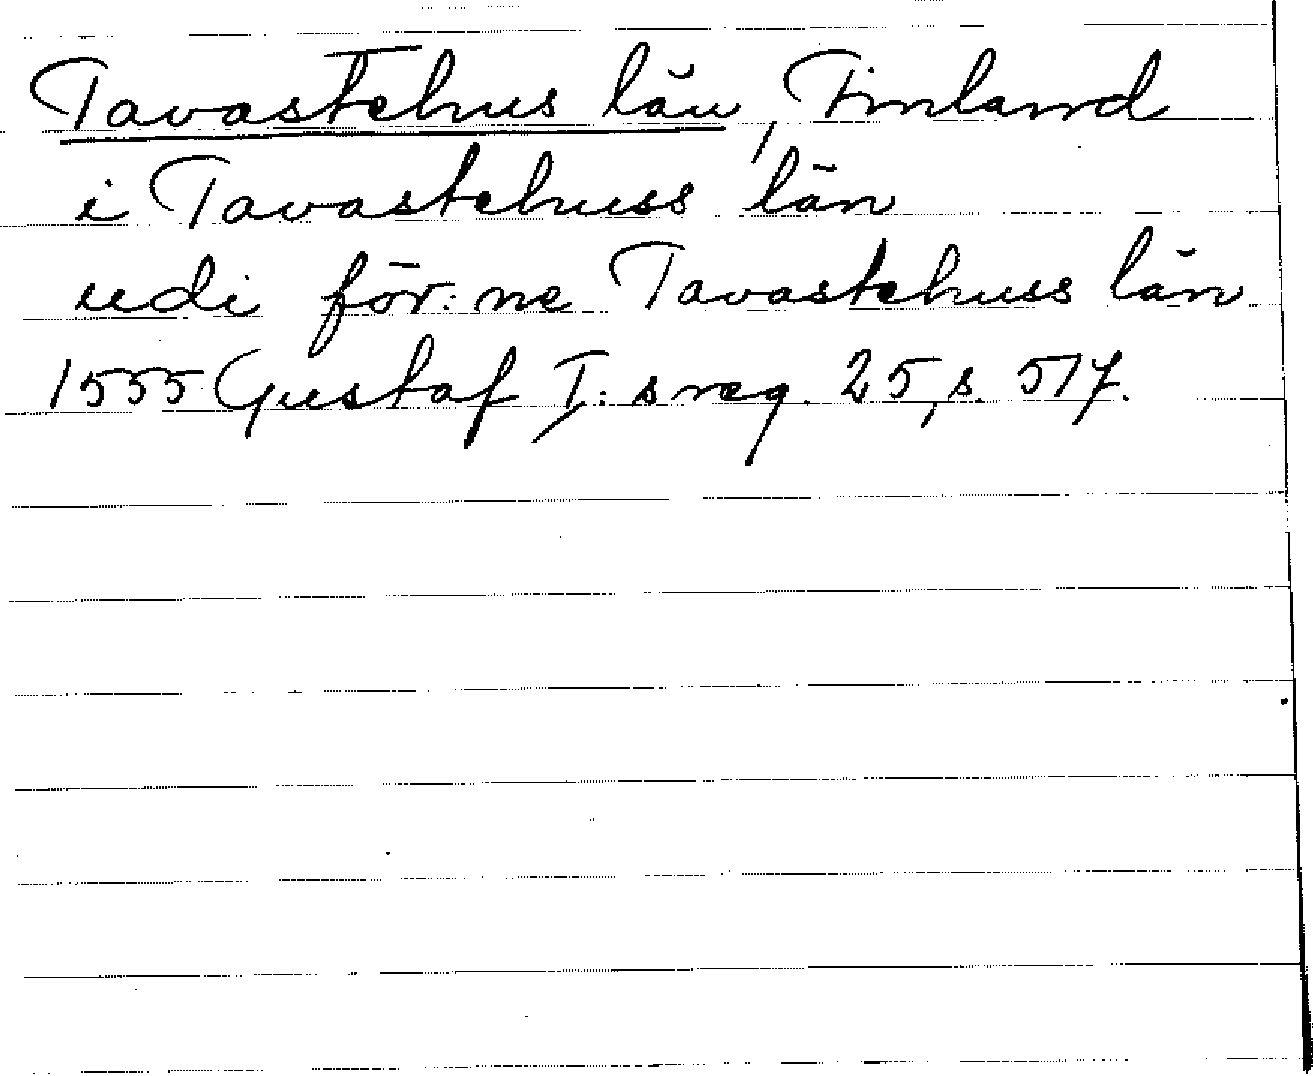 Tavastehus län, Finland
i Tavastehuss län
udi för:ne Tavastehuss län
1555 Gustaf I:s reg. 25, s. 517.